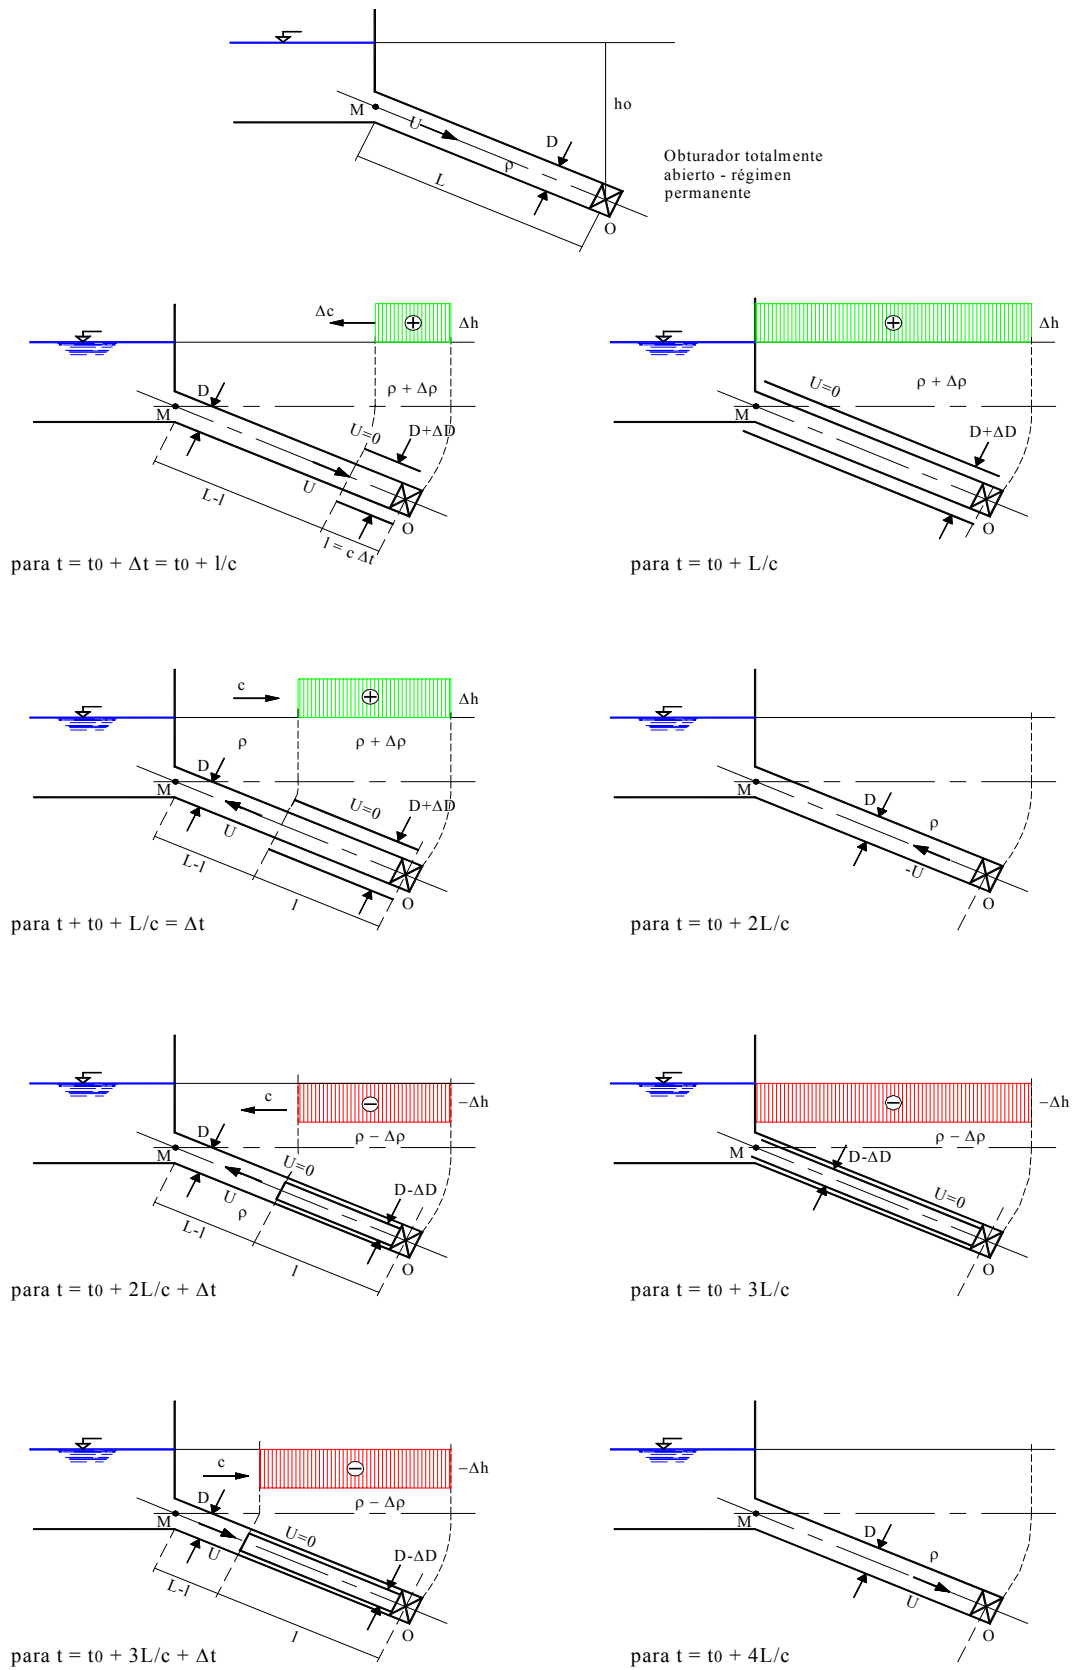 M
U
D
ho
ρ
L
O
Obturador totalmente
abierto - régimen
permanente
Δc
+
Δh
D
ρ + Δρ
M
U=0
D+ΔD
U
L-l
O
l = c Δt
para t = t0 + Δt = t0 + l/c
+
Δh
U=0
ρ + Δρ
M
D+ΔD
O
para t = t0 + L/c
c
+
Δh
ρ
ρ + Δρ
D
M
U=0
D+ΔD
U
L-l
l
O
para t + t0 + L/c = Δt
M
D
ρ
-U
O
para t = t0 + 2L/c
c
−
−Δh
D
ρ − Δρ
M
U=0
D-ΔD
U
ρ
L-l
l
O
para t = t0 + 2L/c + Δt
−
−Δh
ρ − Δρ
M
D-ΔD
U=0
O
para t = t0 + 3L/c
c
−
−Δh
D
ρ − Δρ
M
U=0
U
D-ΔD
L-l
l
O
para t = t0 + 3L/c + Δt
M
D
ρ
U
O
para t = t0 + 4L/c